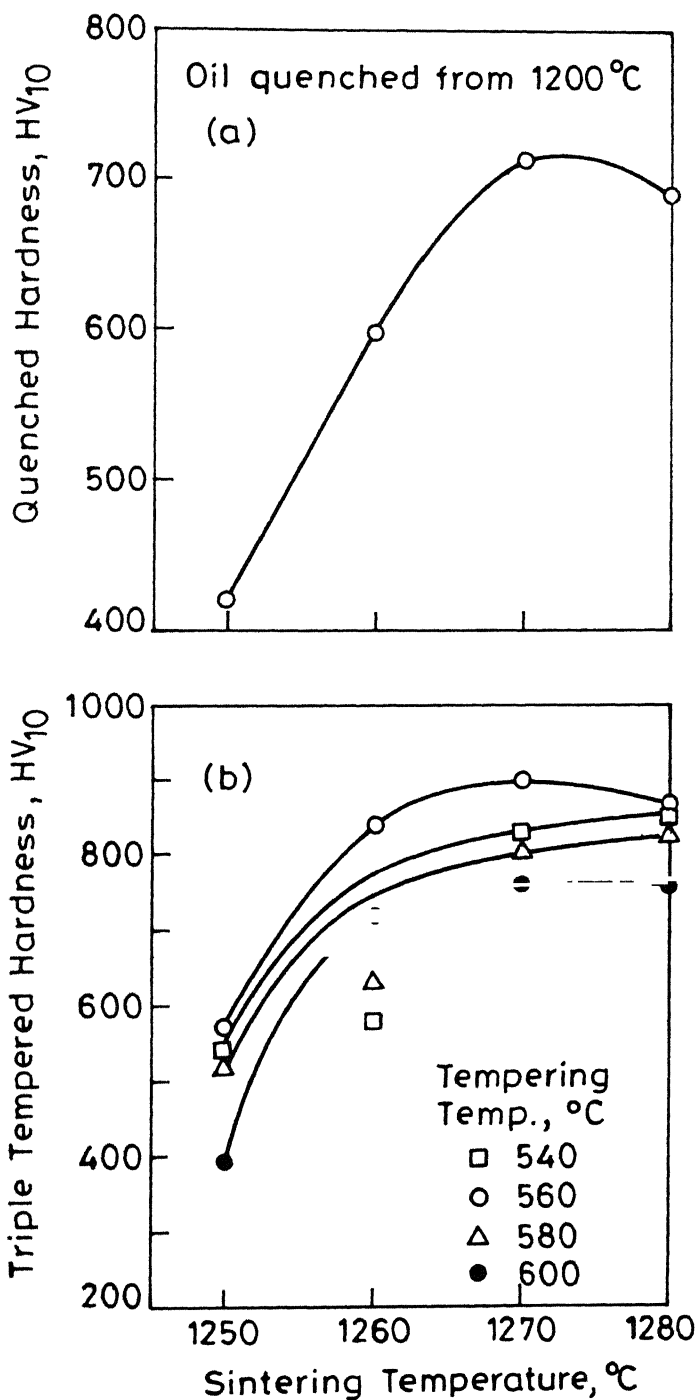 800
Oil quenched from 1200°C
(a)
700
600
500
400
Quenched Hardness, HV10
1000
(b)
800
600
400
200
Triple Tempered Hardness, HV10
Tempering
Temp., °C
540
560
580
600
1250 1260 1270 1280
Sintering Temperature, °C